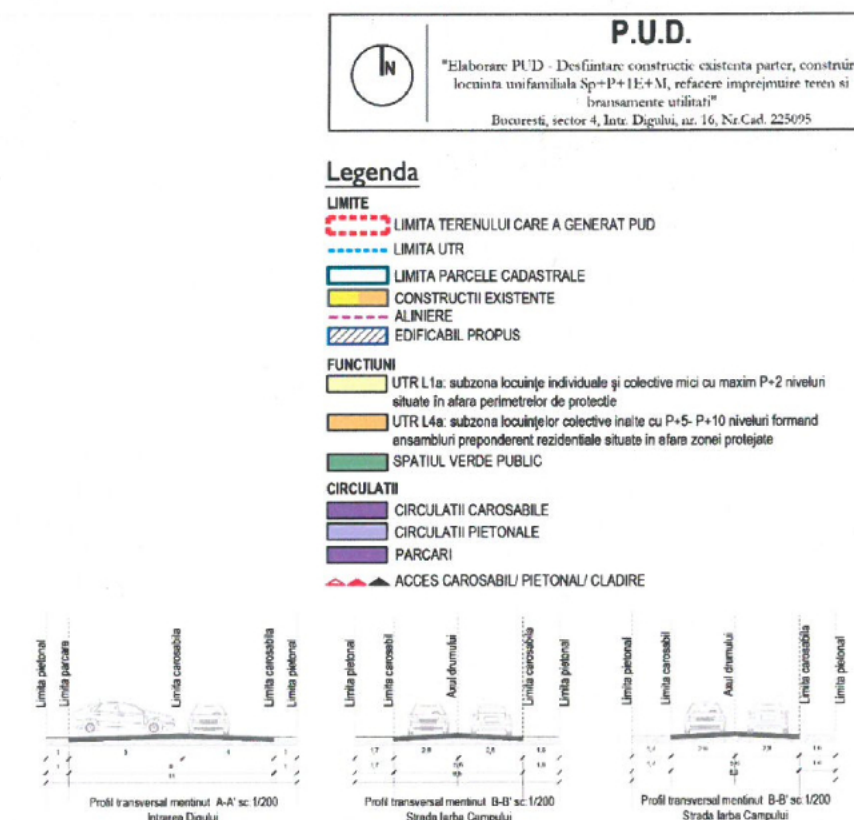 N
P.U.D.
"Elaborare PUD - Desfiintare constructie existenta parter, construir
locuinta unifamiliala Sp+P+1E+M, refacere imprejmuire teren si
bransamente utilitati"
Bucuresti, sector 4, Intr. Digului, nr. 16, Nr.Cad. 225095
Legenda
LIMITE
LIMITA TERENULUI CARE A GENERAT PUD
LIMITA UTR
LIMITA PARCELE CADASTRALE
CONSTRUCTII EXISTENTE
ALINIERE
EDIFICABIL PROPUS
FUNCTIUNI
UTR L1a: subzona locuințe individuale și colective mici cu maxim P+2 niveluri
situate în afara perimetrelor de protectie
UTR L4a: subzona locuințelor colective inalte cu P+5- P+10 niveluri formand
ansambluri preponderent rezidentiale situate in afara zonei protejate
SPATIUL VERDE PUBLIC
CIRCULATII
CIRCULATII CAROSABILE
CIRCULATII PIETONALE
PARCARI
ACCES CAROSABIL/ PIETONAL/ CLADIRE
Limita pietonal
Limita parcare
Limita carosabila
Limita carosabila
Limita pietonal
Profil transversal mentinut A-A' sc.1/200
Intrarea Digului
Limita pietonal
Limita carosabil
Axul drumului
Limita carosabila
Limita pietonal
1,7
Profil transversal mentinut B-B' sc.1/200
Strada Iarba Campului
Limita pietonal
Limita carosabil
Axul drumului
Limita carosabila
Limita pietonal
Profil transversal mentinut B-B' sc.1/200
Strada Iarba Campului